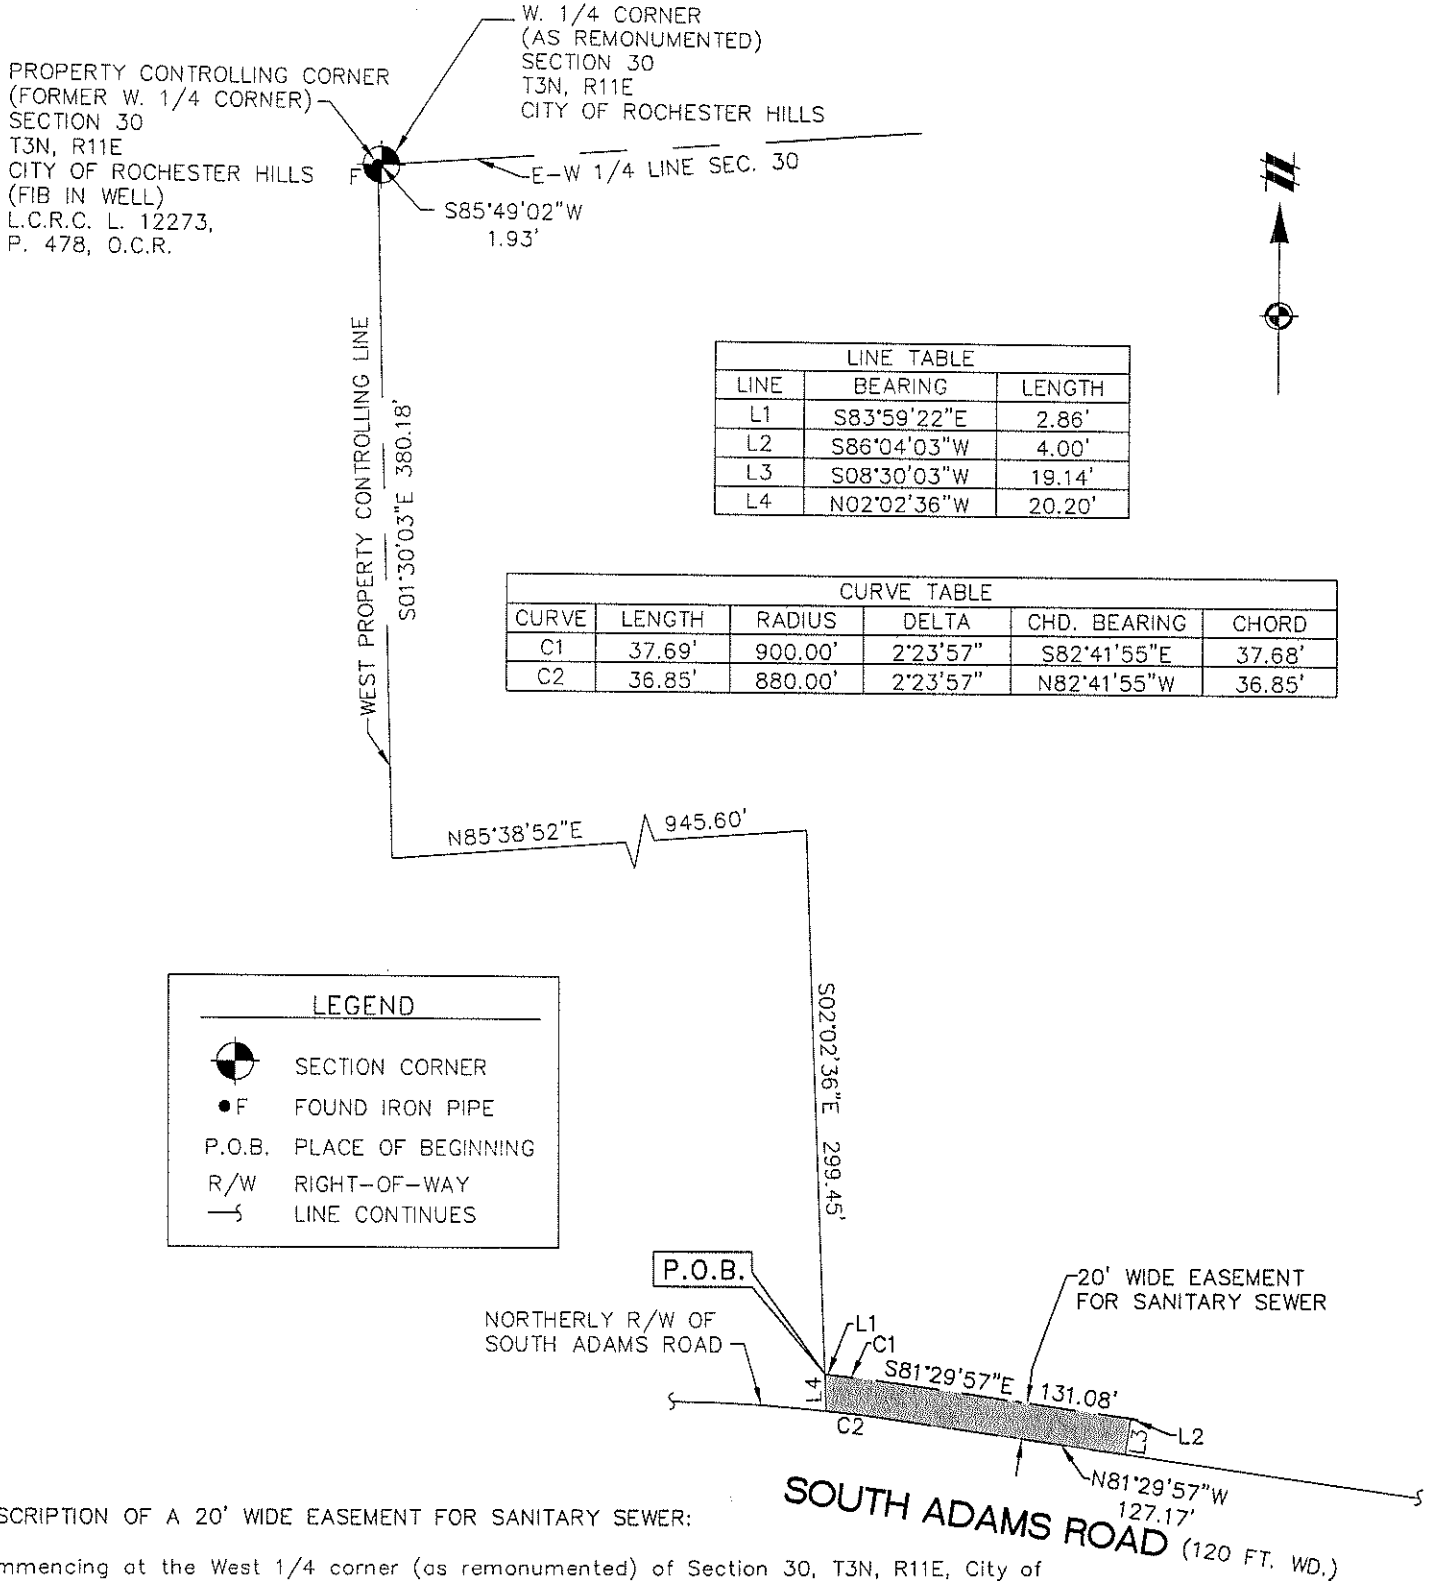 W. 1/4 CORNER
(AS REMONUMENTED)
SECTION 30
T3N, R11E
CITY OF ROCHESTER HILLS
PROPERTY CONTROLLING CORNER
(FORMER W. 1/4 CORNER)
SECTION 30
T3N, R11E
CITY OF ROCHESTER HILLS
(FIB IN WELL)
L.C.R.C. L. 12273,
P. 478, O.C.R.
F
E-W 1/4 LINE SEC. 30
S85°49'02"W
1.93'
WEST PROPERTY CONTROLLING LINE
S01°30'03"E 380.18'
LINE TABLE
LINE BEARING LENGTH
L1 S83°59'22"E 2.86'
L2 S86°04'03"W 4.00'
L3 S08°30'03"W 19.14'
L4 N02°02'36"W 20.20'
CURVE TABLE
CURVE LENGTH RADIUS DELTA CHD. BEARING CHORD
C1 37.69' 900.00' 2°23'57" S82°41'55"E 37.68'
C2 36.85' 880.00' 2°23'57" N82°41'55"W 36.85'
N85°38'52"E 945.60'
S02°02'36"E 299.45'
LEGEND
SECTION CORNER
F FOUND IRON PIPE
P.O.B. PLACE OF BEGINNING
R/W RIGHT-OF-WAY
LINE CONTINUES
P.O.B.
20' WIDE EASEMENT
FOR SANITARY SEWER
NORTHERLY R/W OF
SOUTH ADAMS ROAD
L1
C1
S81°29'57"E 131.08'
L4
C2
L3
L2
N81°29'57"W
127.17'
SOUTH ADAMS ROAD (120 FT. WD.)
SCRIPTION OF A 20' WIDE EASEMENT FOR SANITARY SEWER:
mmencing at the West 1/4 corner (as remonumented) of Section 30, T3N, R11E, City of